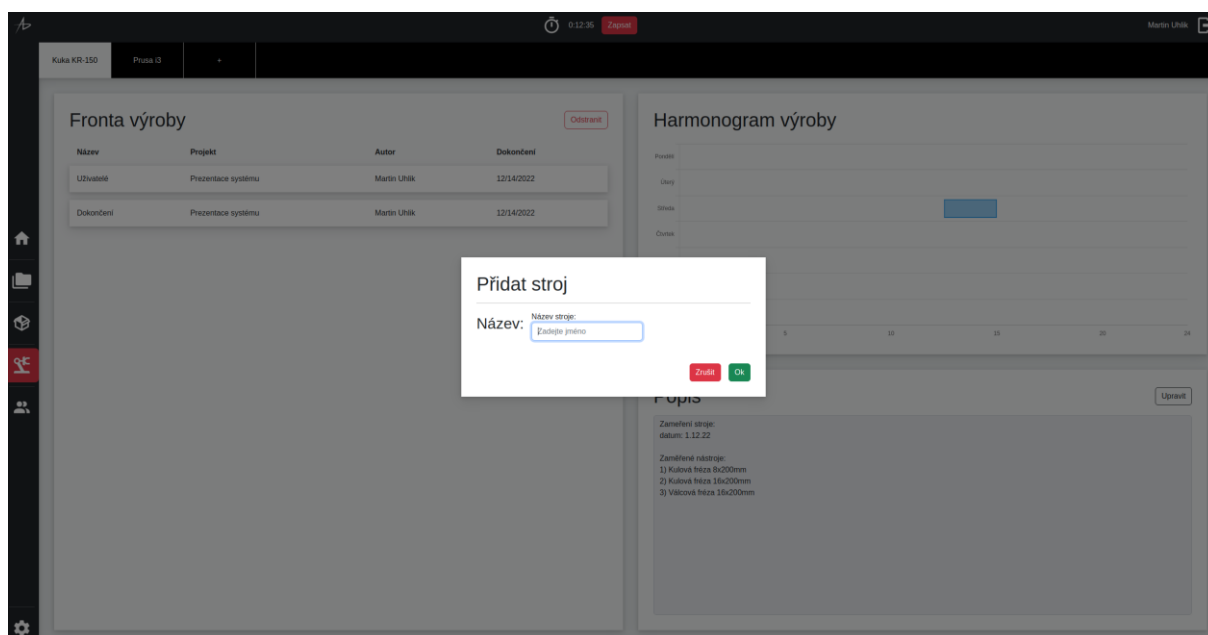 0:12:35 Zapsat
Martin Uhlík
Kuka KR-150 Prusa i3 +
Fronta výroby
Odstranit
Název Projekt Autor Dokončení
Uživatelé Prezentace systému Martin Uhlík 12/14/2022
Dokončení Prezentace systému Martin Uhlík 12/14/2022
Harmonogram výroby
Pondělí
Úterý
Středa
Čtvrtek
5 10 15 20 24
Přidat stroj
Název: Název stroje:
Zadejte jméno
Zrušit Ok
Popis
Upravit
Zameření stroje:
datum: 1.12.22
Zaměřené nástroje:
1) Kulová fréza 8x200mm
2) Kulová fréza 16x200mm
3) Válcová fréza 16x200mm